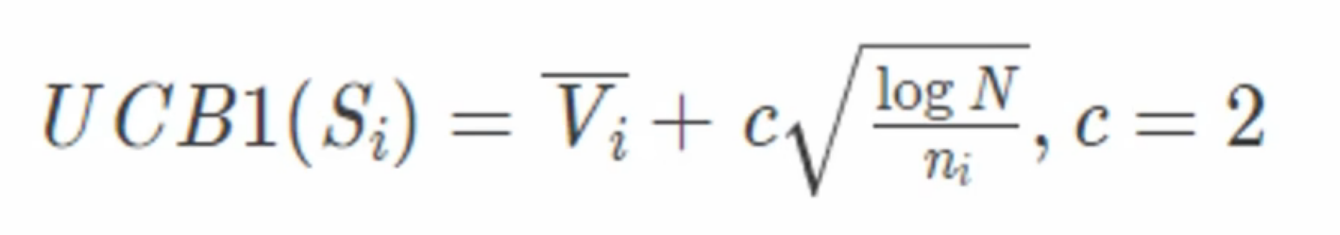 $UCB1(S_i) = \overline{V_i} + c\sqrt{\frac{\log N}{n_i}}, c = 2$